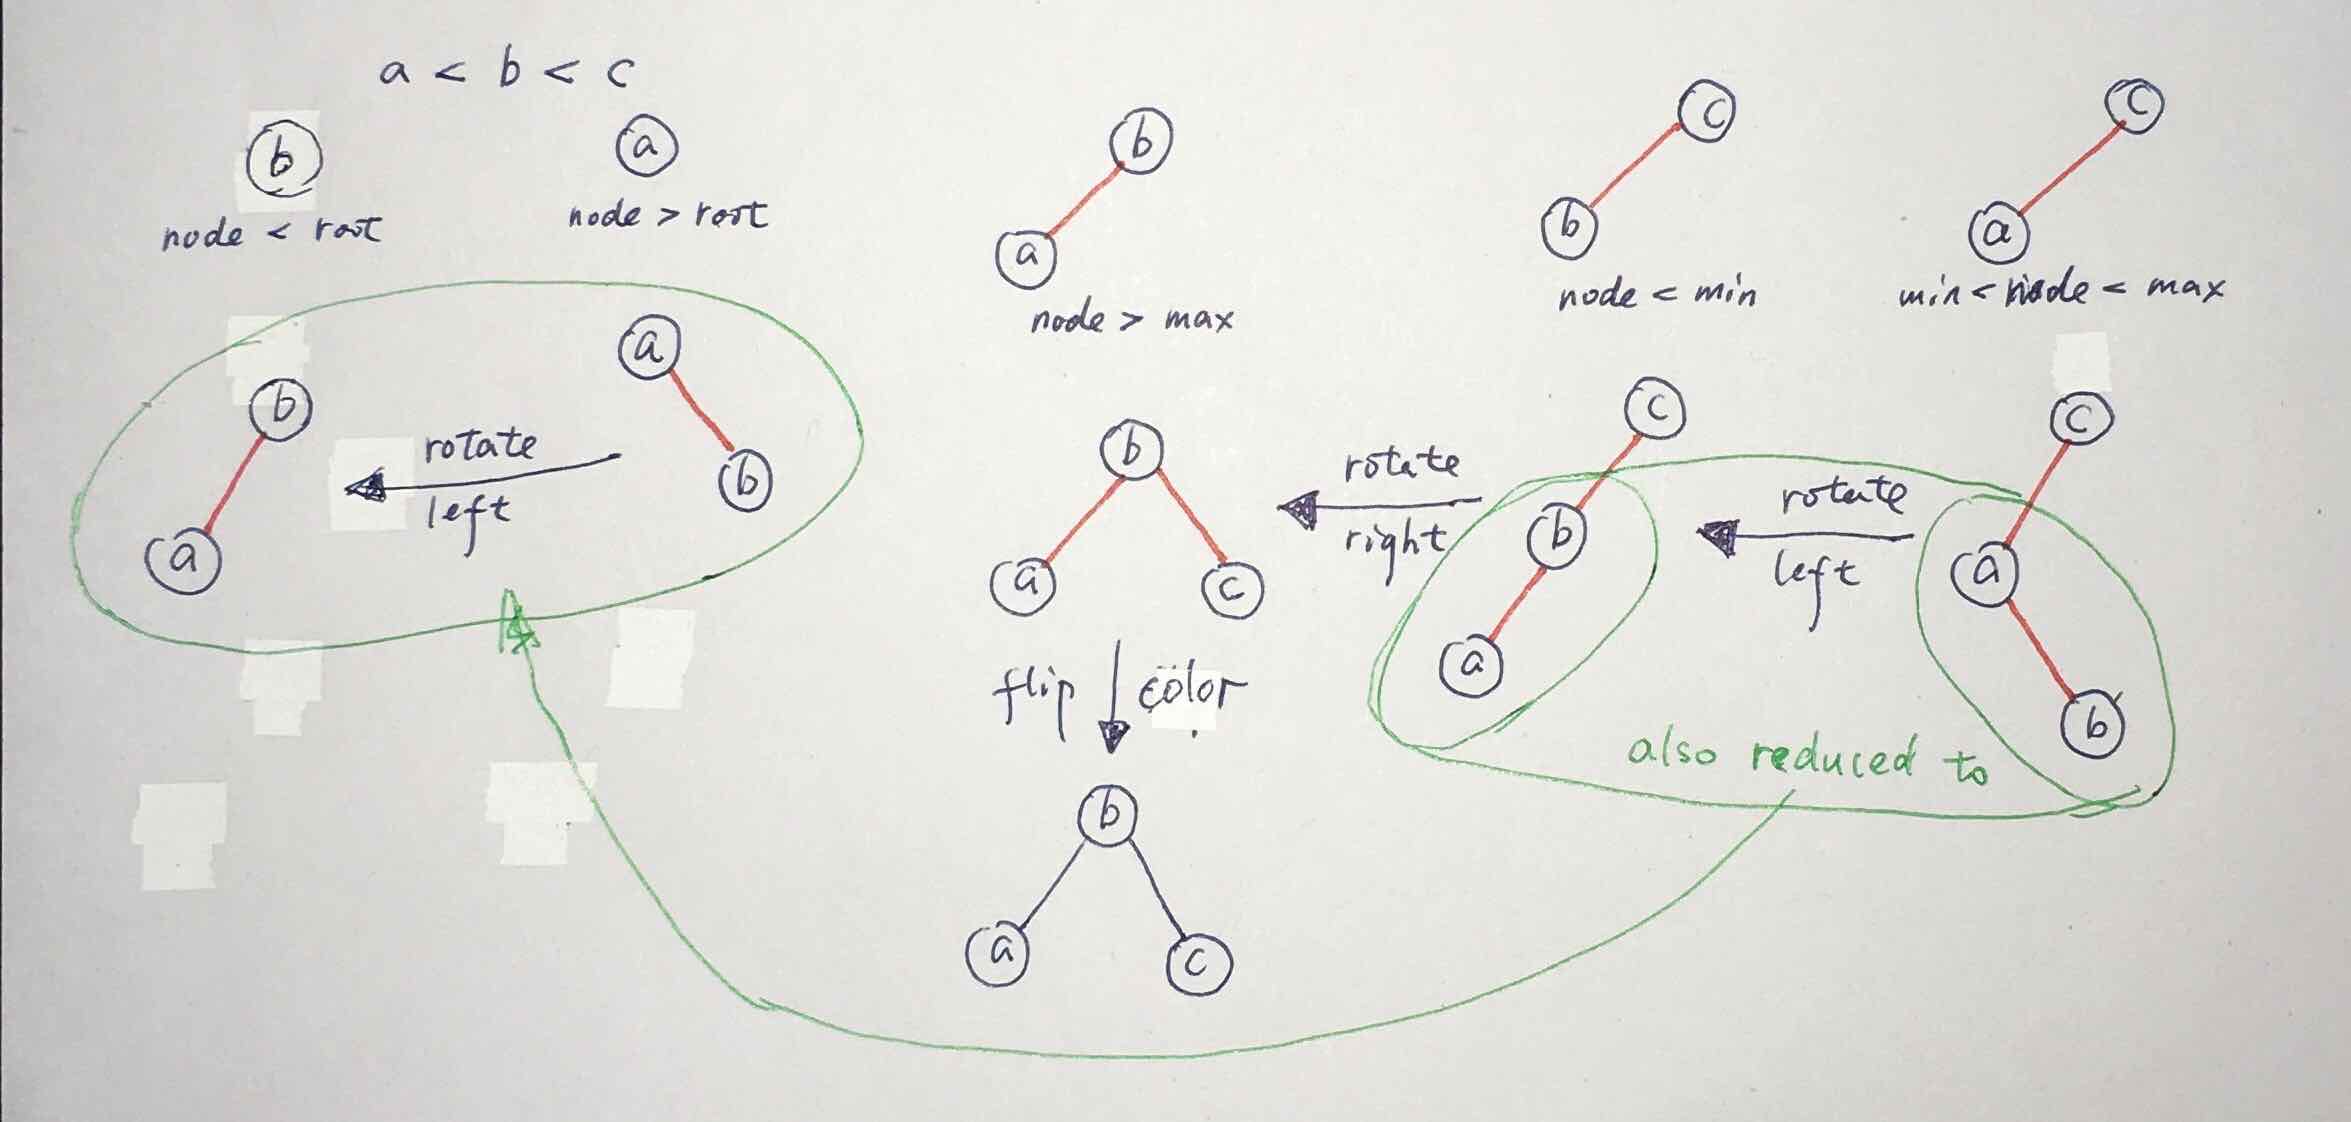 a < b < c
b
node < root
a
node > root
b
a
node > max
c
b
node < min
c
a
min < node < max
b
a
rotate
left
a
b
b
a
c
rotate
right
c
b
a
rotate
left
c
a
b
flip color
also reduced to
b
a
c